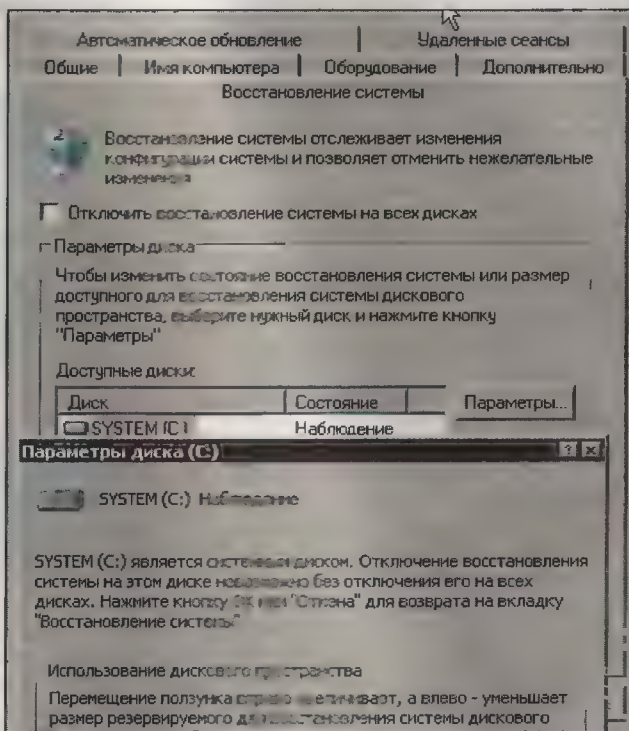 Автоматическое обновление
Удаленные сеансы
Общие
Имя компьютера
Оборудование
Дополнительно
Восстановление системы
Восстановление системы отслеживает изменения
конфигурации системы и позволяет отменить нежелательные
изменения
Отключить восстановление системы на всех дисках
Параметры диска
Чтобы изменить состояние восстановления системы или размер
доступного для восстановления системы дискового
пространства, выберите нужный диск и нажмите кнопку
"Параметры"
Доступные диски:
Диск
Состояние
Параметры...
SYSTEM (C:)
Наблюдение
Параметры диска (C:)
SYSTEM (C:) Наблюдение
SYSTEM (C:) является системным диском. Отключение восстановления
системы на этом диске невозможно без отключения его на всех
дисках. Нажмите кнопку ОК или "Отмена" для возврата на вкладку
"Восстановление системы"
Использование дискового пространства
Перемещение ползунка вправо увеличивает, а влево - уменьшает
размер резервируемого для восстановления системы дискового